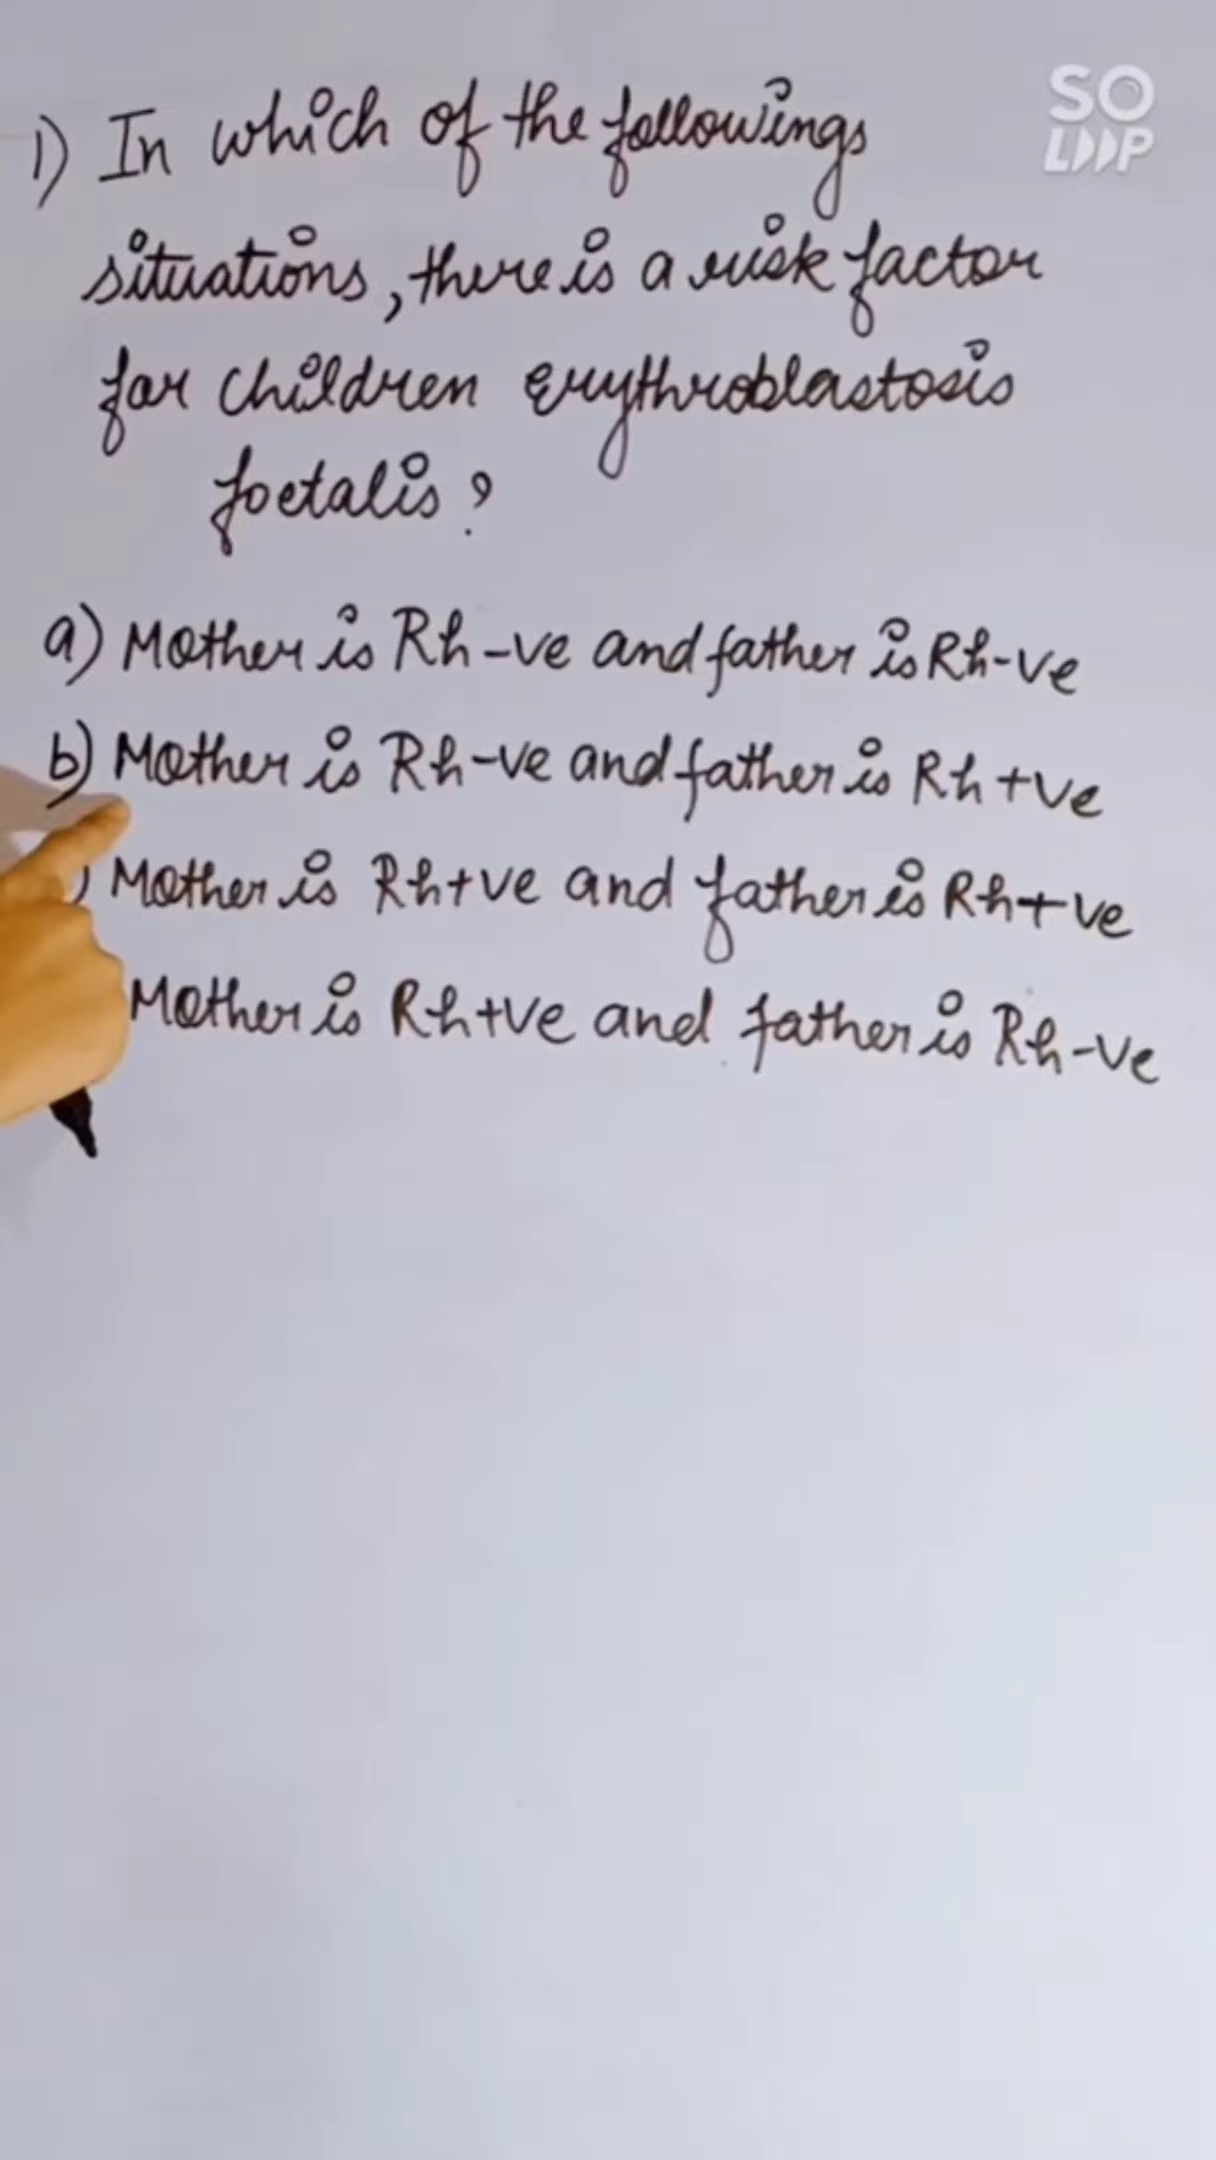 SO
LOOP
1) In which of the followings
situations, there is a risk factor
for children erythroblastosis
foetalis?
a) Mother is Rh-ve and father is Rh-ve
b) Mother is Rh-ve and father is Rh+ve
) Mother is Rh+ve and father is Rh+ve
Mother is Rh+ve and father is Rh-ve